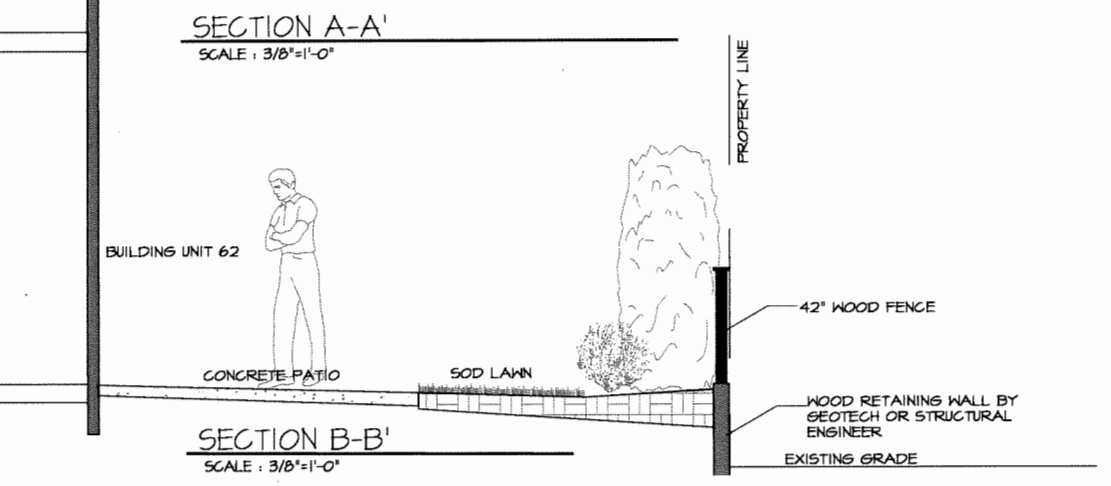 SECTION A-A'
SCALE : 3/8"=1'-0"
PROPERTY LINE
BUILDING UNIT 62
42" WOOD FENCE
CONCRETE PATIO
SOD LAWN
WOOD RETAINING WALL BY
GEOTECH OR STRUCTURAL
ENGINEER
SECTION B-B'
SCALE : 3/8"=1'-0"
EXISTING GRADE